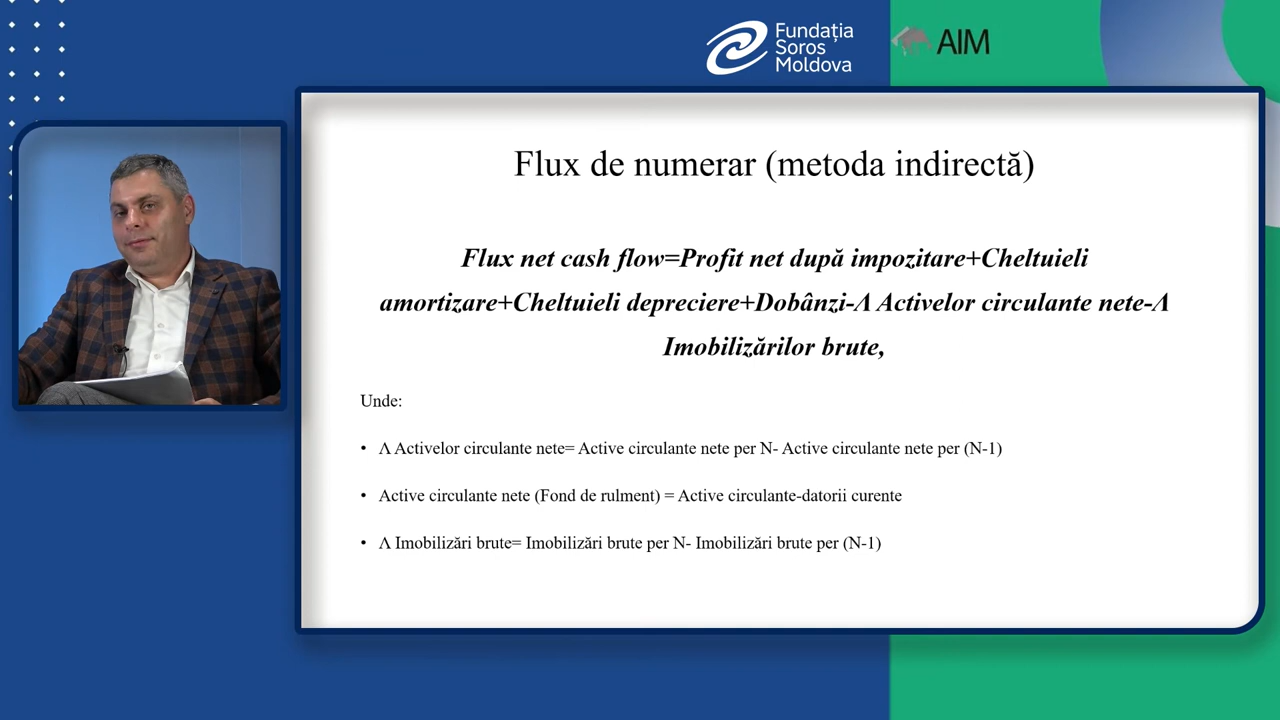 Fundația
Soros
Moldova
AIM
Flux de numerar (metoda indirectă)
Flux net cash flow=Profit net după impozitare+Cheltuieli
amortizare+Cheltuieli depreciere+Dobânzi-Λ Activelor circulante nete-Λ
Imobilizărilor brute,
Unde:
• Λ Activelor circulante nete= Active circulante nete per N- Active circulante nete per (N-1)
• Active circulante nete (Fond de rulment) = Active circulante-datorii curente
• Λ Imobilizări brute= Imobilizări brute per N- Imobilizări brute per (N-1)